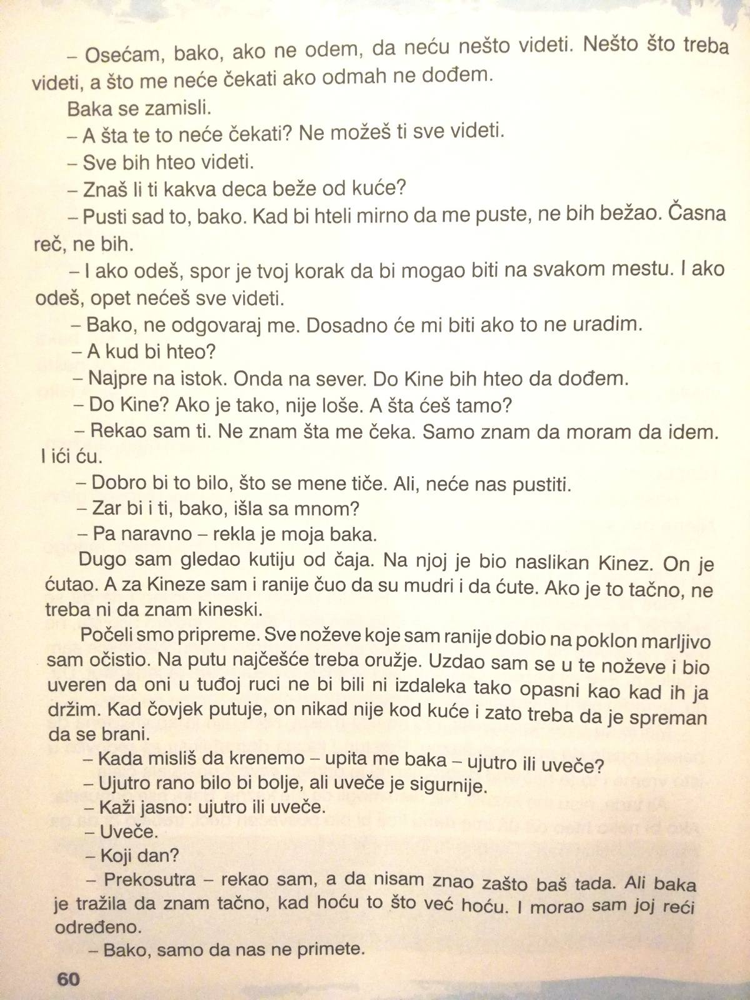 – Osećam, bako, ako ne odem, da neću nešto videti. Nešto što treba
videti, a što me neće čekati ako odmah ne dođem.
Baka se zamisli.
– A šta te to neće čekati? Ne možeš ti sve videti.
– Sve bih hteo videti.
– Znaš li ti kakva deca beže od kuće?
– Pusti sad to, bako. Kad bi hteli mirno da me puste, ne bih bežao. Časna
reč, ne bih.
– I ako odeš, spor je tvoj korak da bi mogao biti na svakom mestu. I ako
odeš, opet nećeš sve videti.
– Bako, ne odgovaraj me. Dosadno će mi biti ako to ne uradim.
– A kud bi hteo?
– Najpre na istok. Onda na sever. Do Kine bih hteo da dođem.
– Do Kine? Ako je tako, nije loše. A šta ćeš tamo?
– Rekao sam ti. Ne znam šta me čeka. Samo znam da moram da idem.
I ići ću.
– Dobro bi to bilo, što se mene tiče. Ali, neće nas pustiti.
– Zar bi i ti, bako, išla sa mnom?
– Pa naravno – rekla je moja baka.
Dugo sam gledao kutiju od čaja. Na njoj je bio naslikan Kinez. On je
ćutao. A za Kineze sam i ranije čuo da su mudri i da ćute. Ako je to tačno, ne
treba ni da znam kineski.
Počeli smo pripreme. Sve noževe koje sam ranije dobio na poklon marljivo
sam očistio. Na putu najčešće treba oružje. Uzdao sam se u te noževe i bio
uveren da oni u tuđoj ruci ne bi bili ni izdaleka tako opasni kao kad ih ja
držim. Kad čovjek putuje, on nikad nije kod kuće i zato treba da je spreman
da se brani.
– Kada misliš da krenemo – upita me baka – ujutro ili uveče?
– Ujutro rano bilo bi bolje, ali uveče je sigurnije.
– Kaži jasno: ujutro ili uveče.
– Uveče.
– Koji dan?
– Prekosutra – rekao sam, a da nisam znao zašto baš tada. Ali baka
je tražila da znam tačno, kad hoću to što već hoću. I morao sam joj reći
određeno.
– Bako, samo da nas ne primete.
60